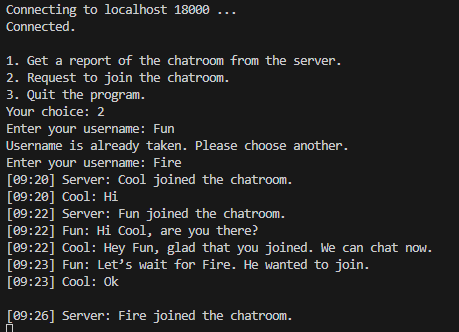 Connecting to localhost 18000 ...
Connected.
1. Get a report of the chatroom from the server.
2. Request to join the chatroom.
3. Quit the program.
Your choice: 2
Enter your username: Fun
Username is already taken. Please choose another.
Enter your username: Fire
[09:20] Server: Cool joined the chatroom.
[09:20] Cool: Hi
[09:22] Server: Fun joined the chatroom.
[09:22] Fun: Hi Cool, are you there?
[09:22] Cool: Hey Fun, glad that you joined. We can chat now.
[09:23] Fun: Let’s wait for Fire. He wanted to join.
[09:23] Cool: Ok
[09:26] Server: Fire joined the chatroom.